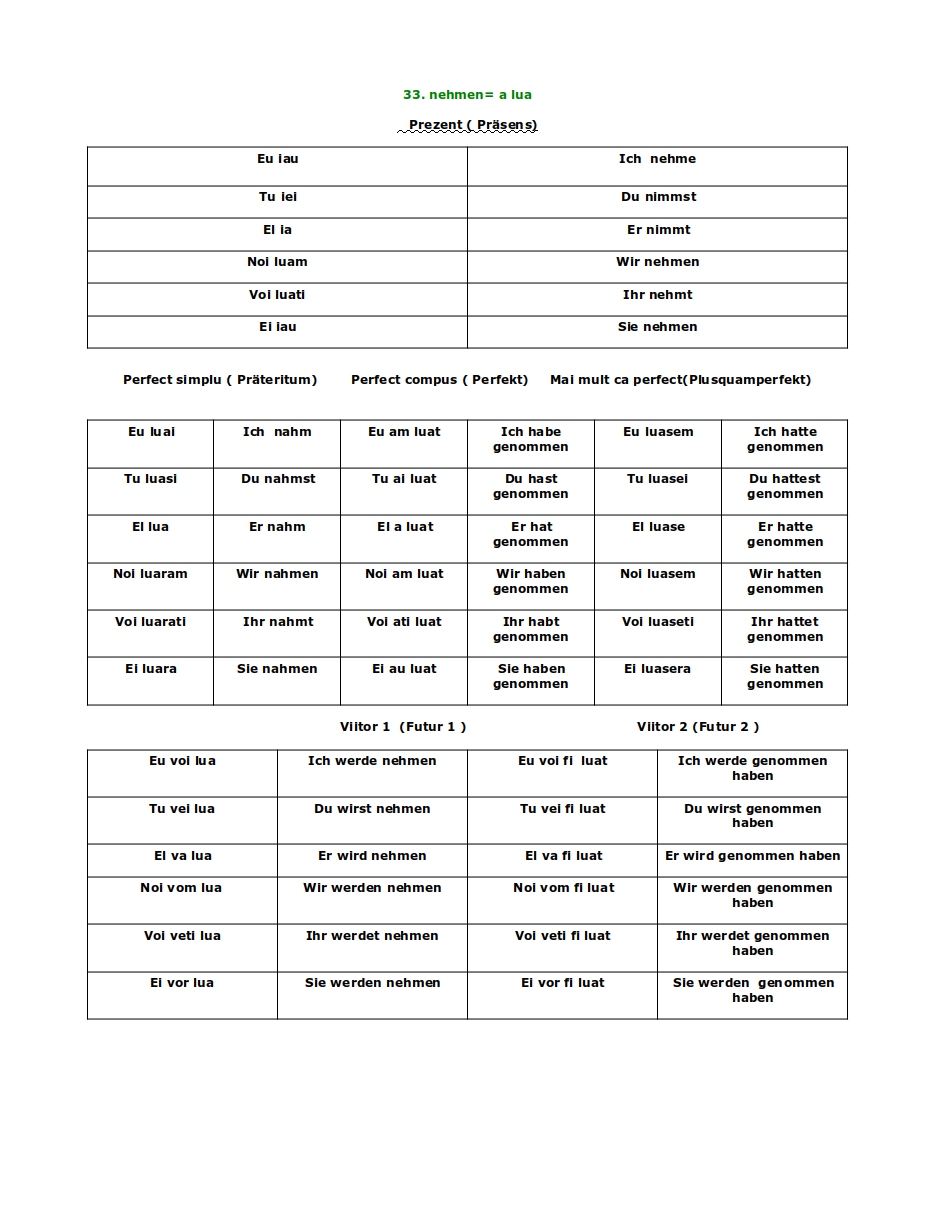 33. nehmen= a lua
Prezent ( Präsens)
Eu iau Ich nehme
Tu iei Du nimmst
El ia Er nimmt
Noi luam Wir nehmen
Voi luati Ihr nehmt
Ei iau Sie nehmen
Perfect simplu ( Präteritum) Perfect compus ( Perfekt) Mai mult ca perfect(Plusquamperfekt)
Eu luai Ich nahm Eu am luat Ich habe genommen Eu luasem Ich hatte genommen
Tu luasi Du nahmst Tu ai luat Du hast genommen Tu luasei Du hattest genommen
El lua Er nahm El a luat Er hat genommen El luase Er hatte genommen
Noi luaram Wir nahmen Noi am luat Wir haben genommen Noi luasem Wir hatten genommen
Voi luarati Ihr nahmt Voi ati luat Ihr habt genommen Voi luaseti Ihr hattet genommen
Ei luara Sie nahmen Ei au luat Sie haben genommen Ei luasera Sie hatten genommen
Viitor 1 (Futur 1 ) Viitor 2 (Futur 2 )
Eu voi lua Ich werde nehmen Eu voi fi luat Ich werde genommen haben
Tu vei lua Du wirst nehmen Tu vei fi luat Du wirst genommen haben
El va lua Er wird nehmen El va fi luat Er wird genommen haben
Noi vom lua Wir werden nehmen Noi vom fi luat Wir werden genommen haben
Voi veti lua Ihr werdet nehmen Voi veti fi luat Ihr werdet genommen haben
Ei vor lua Sie werden nehmen Ei vor fi luat Sie werden genommen haben